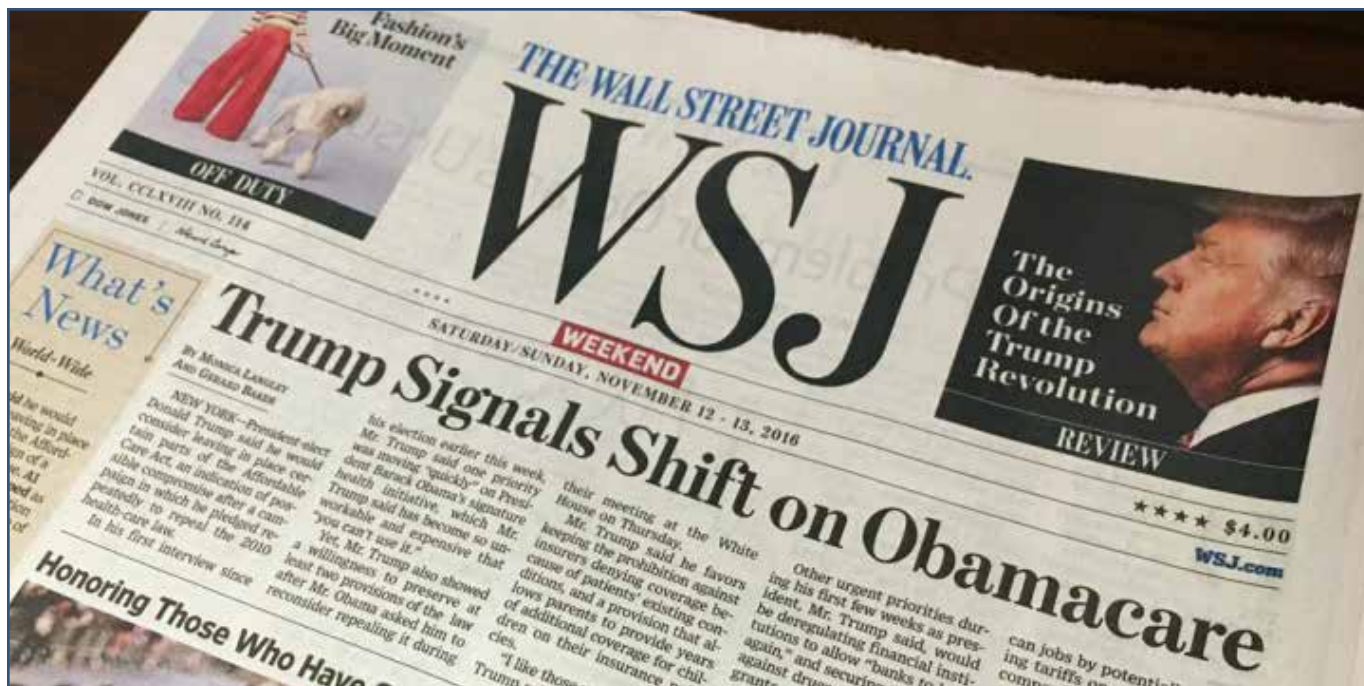 Fashion's
Big Moment
OFF DUTY
THE WALL STREET JOURNAL.
WSJ
WEEKEND
The
Origins
Of the
Trump
Revolution
REVIEW
VOL. CCLXVIII NO. 114
DOW JONES
****
SATURDAY/SUNDAY, NOVEMBER 12 - 13, 2016
★★★★ $4.00
WSJ.com
What's
News
World-Wide
Trump Signals Shift on Obamacare
BY MONICA LANGLEY
AND GERARD BAKER
NEW YORK—President-elect
Donald Trump said he would
consider leaving in place cer-
tain parts of the Affordable
Care Act, an indication of pos-
sible compromise after a cam-
paign in which he pledged re-
peatedly to repeal the 2010
health-care law.
In his first interview since
his election earlier this week,
Mr. Trump said one priority
was moving "quickly" on Presi-
dent Barack Obama's signature
health initiative, which Mr.
Trump said has become so un-
workable and expensive that
"you can't use it."
Yet, Mr. Trump also showed
a willingness to preserve at
least two provisions of the law
after Mr. Obama asked him to
reconsider repealing it during
their meeting at the White
House on Thursday.
Mr. Trump said he favors
keeping the prohibition against
insurers denying coverage be-
cause of patients' existing con-
ditions, and a provision that al-
lows parents to provide years
of additional coverage for chil-
dren on their insurance
cies.
"I like those
Trump
Other urgent priorities dur-
ing his first few weeks as pres-
ident, Mr. Trump said, would
be deregulating financial insti-
tutions to allow "banks to
again," and securing
against
can jobs by
ing tariffs
Honoring Those Who Have